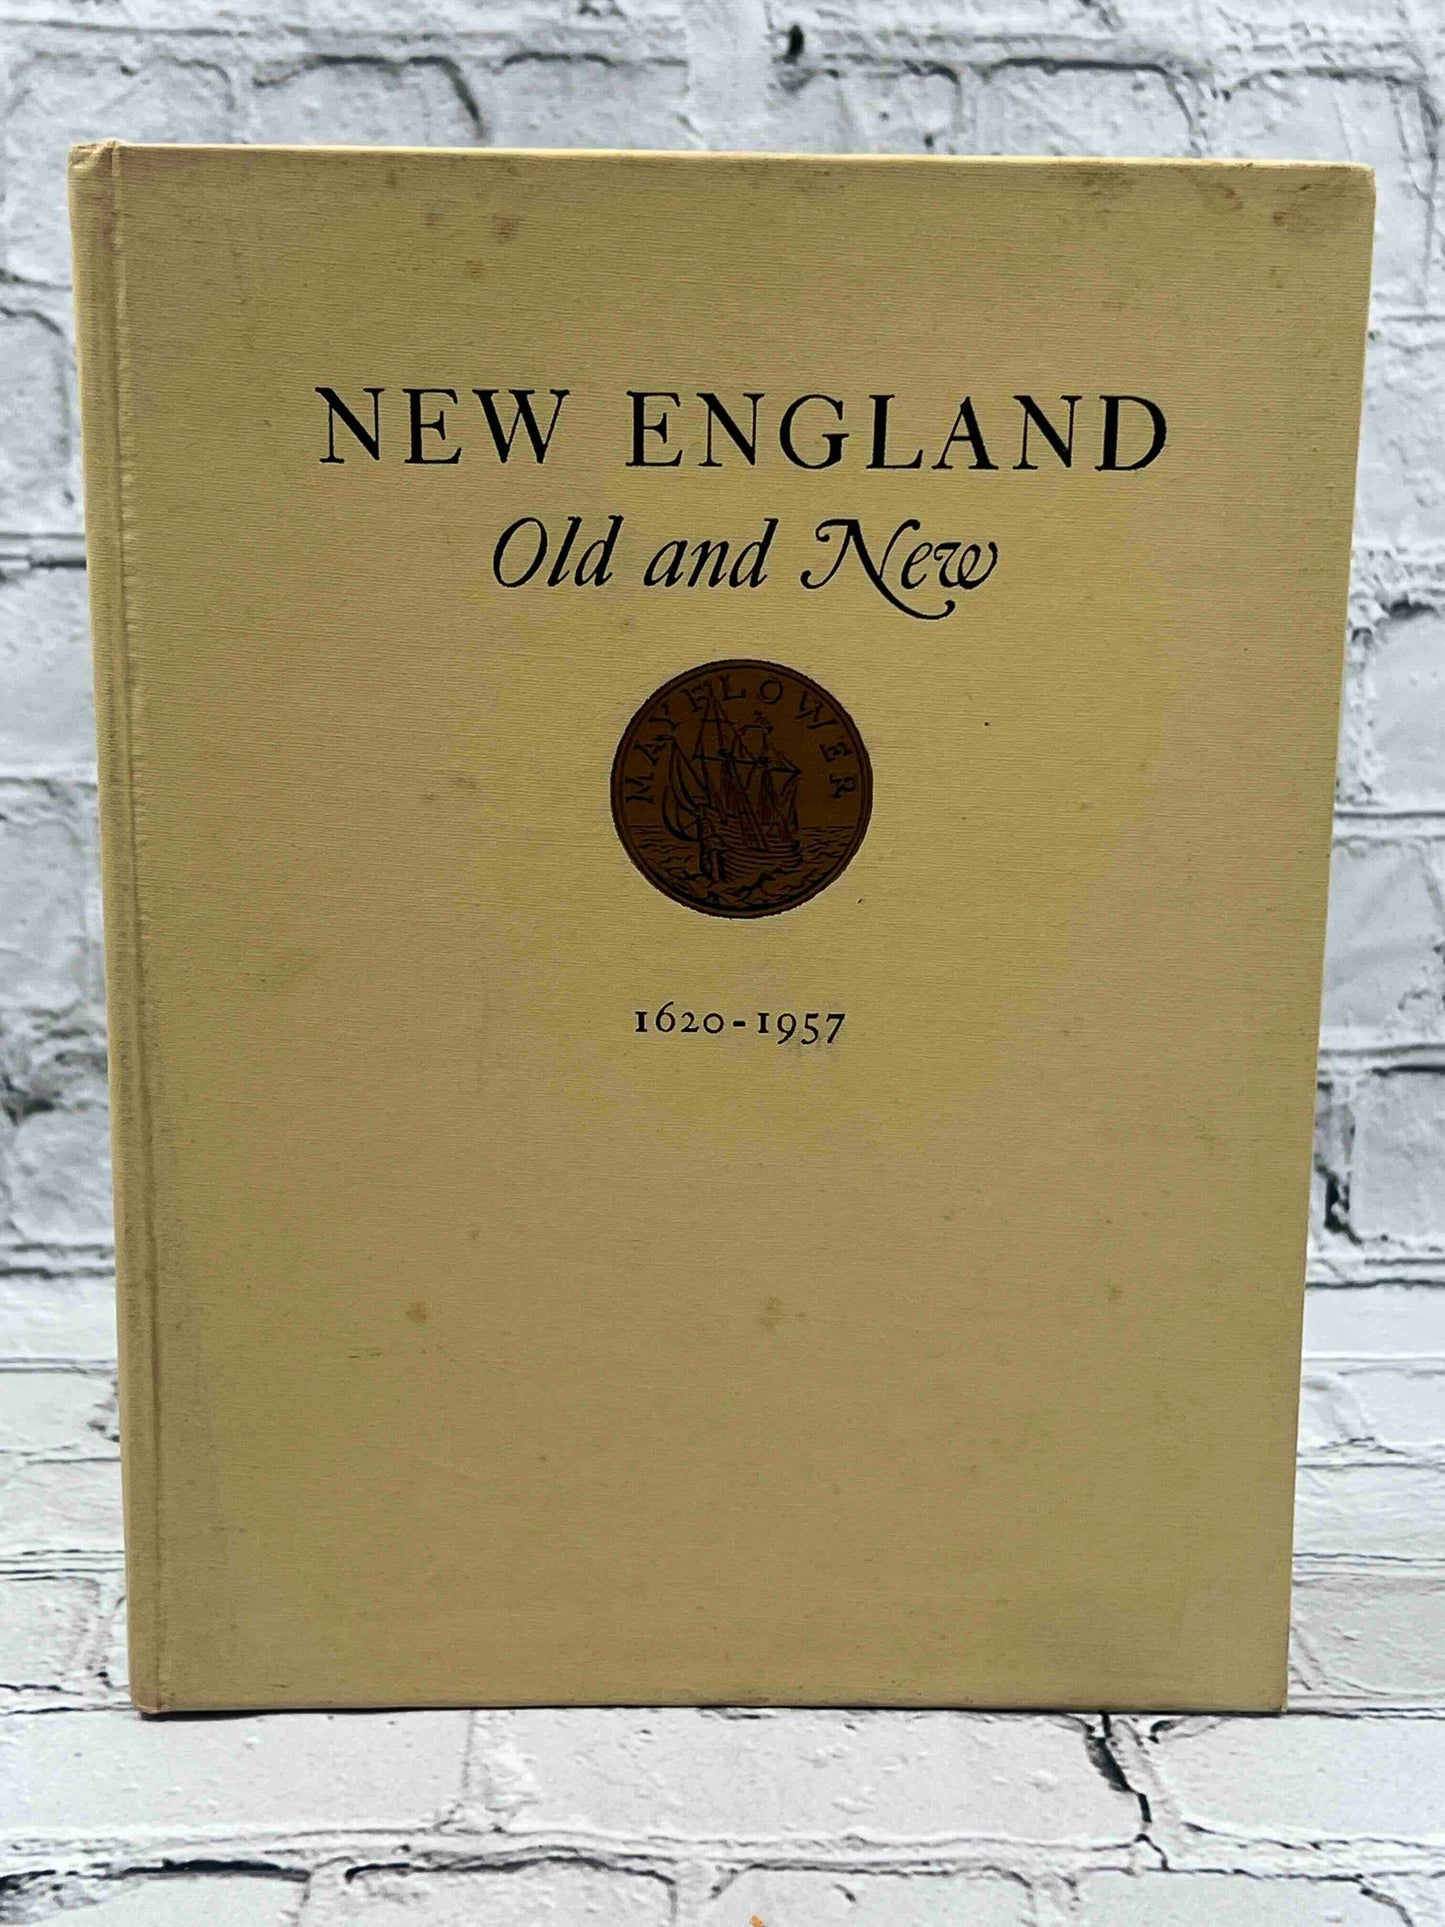 NEW ENGLAND
Old and New
MAYFLOWER
1620-1957